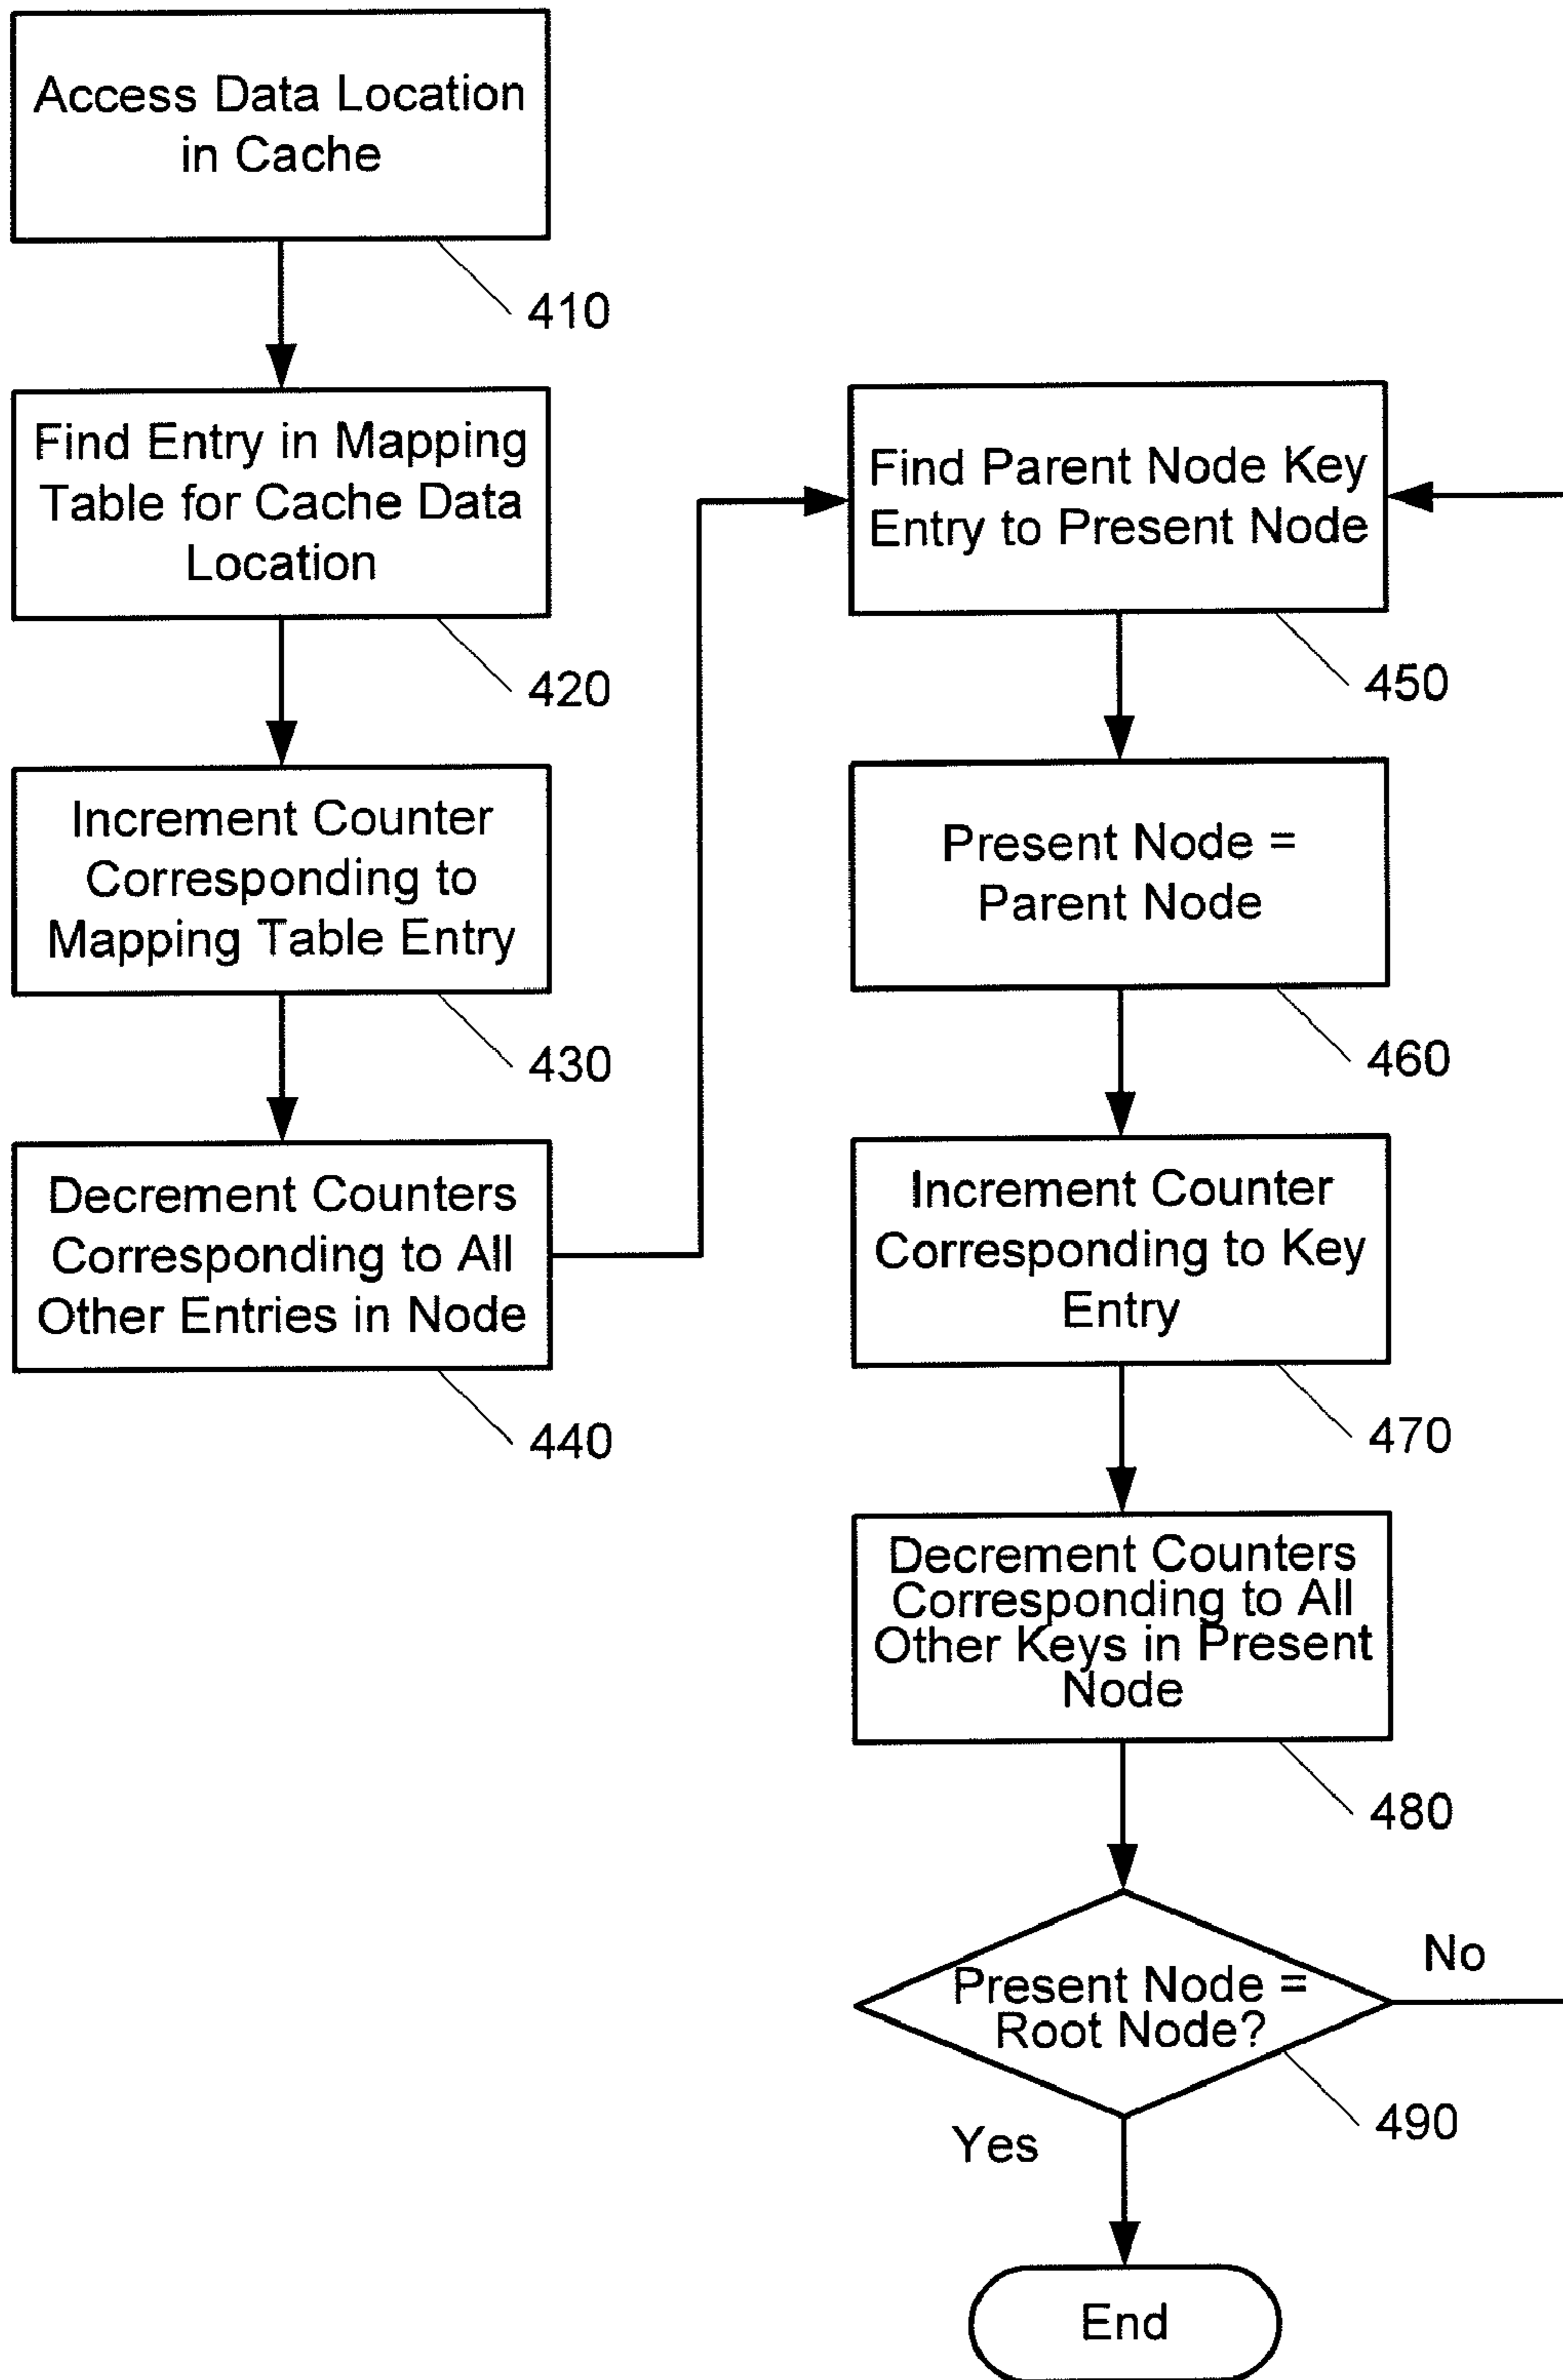 Access Data Location
in Cache
410
Find Entry in Mapping
Table for Cache Data
Location
420
Increment Counter
Corresponding to
Mapping Table Entry
430
Decrement Counters
Corresponding to All
Other Entries in Node
440
Find Parent Node Key
Entry to Present Node
450
Present Node =
Parent Node
460
Increment Counter
Corresponding to Key
Entry
470
Decrement Counters
Corresponding to All
Other Keys in Present
Node
480
Present Node =
Root Node?
490
No
Yes
End